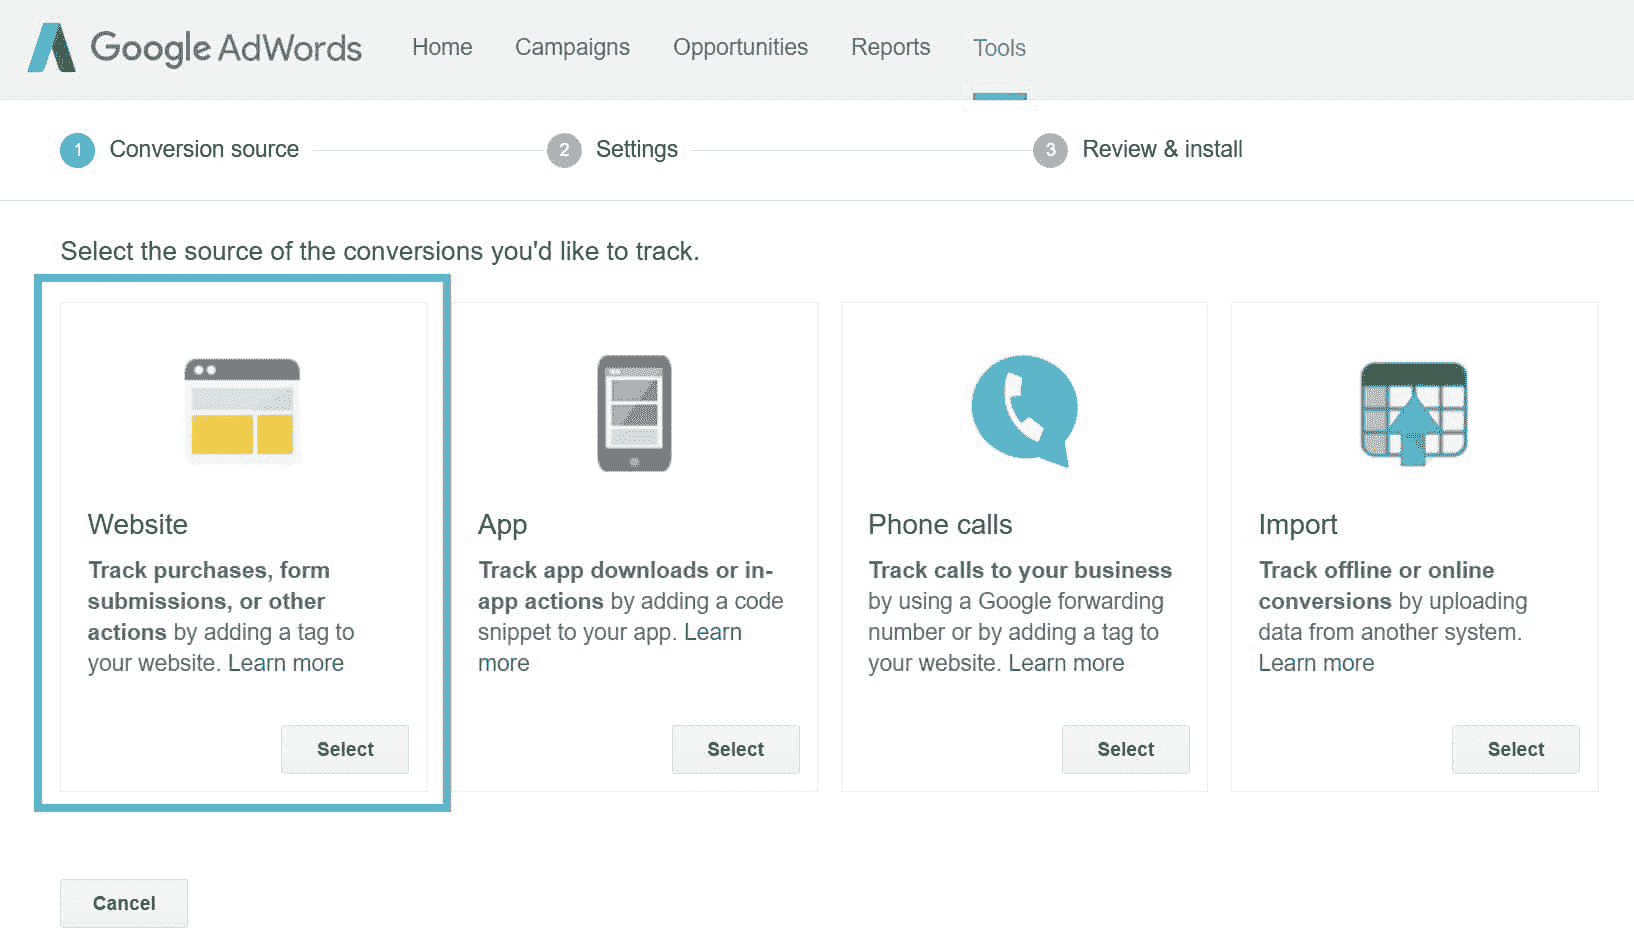 Google AdWords Home Campaigns Opportunities Reports Tools
1 Conversion source 2 Settings 3 Review & install
Select the source of the conversions you'd like to track.
Website
Track purchases, form
submissions, or other
actions by adding a tag to
your website. Learn more
Select
App
Track app downloads or in-
app actions by adding a code
snippet to your app. Learn
more
Select
Phone calls
Track calls to your business
by using a Google forwarding
number or by adding a tag to
your website. Learn more
Select
Import
Track offline or online
conversions by uploading
data from another system.
Learn more
Select
Cancel